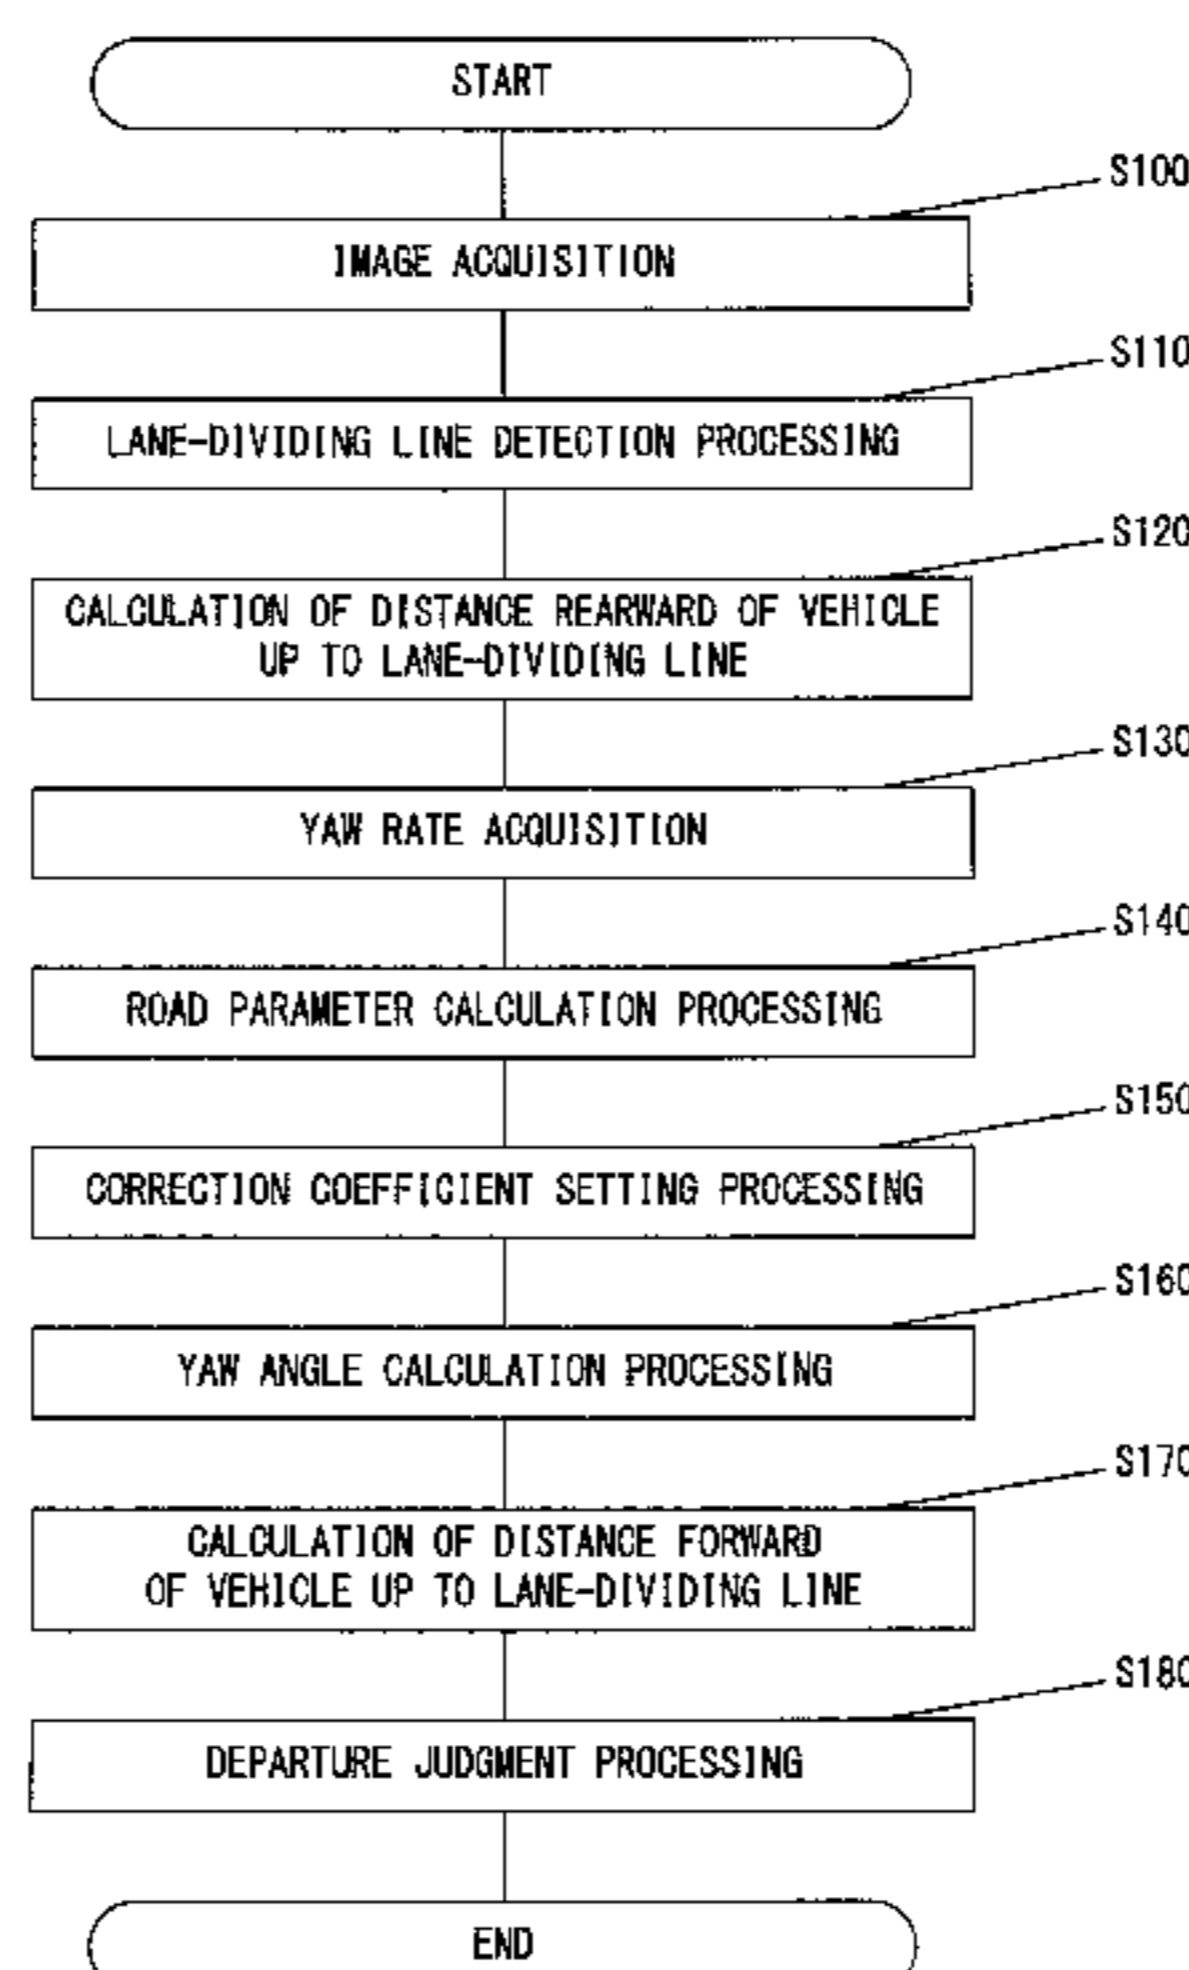 START
S100
IMAGE ACQUISITION
S110
LANE-DIVIDING LINE DETECTION PROCESSING
S120
CALCULATION OF DISTANCE REARWARD OF VEHICLE
UP TO LANE-DIVIDING LINE
S130
YAW RATE ACQUISITION
S140
ROAD PARAMETER CALCULATION PROCESSING
S150
CORRECTION COEFFICIENT SETTING PROCESSING
S160
YAW ANGLE CALCULATION PROCESSING
S170
CALCULATION OF DISTANCE FORWARD
OF VEHICLE UP TO LANE-DIVIDING LINE
S180
DEPARTURE JUDGMENT PROCESSING
END